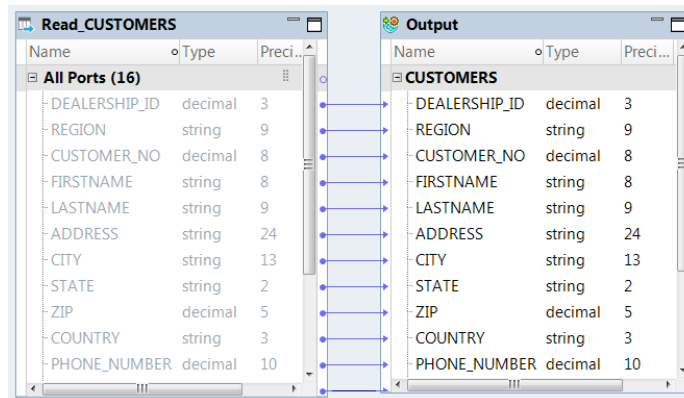 Read_CUSTOMERS
Name Type Preci...
All Ports (16)
DEALERSHIP_ID decimal 3
REGION string 9
CUSTOMER_NO decimal 8
FIRSTNAME string 8
LASTNAME string 9
ADDRESS string 24
CITY string 13
STATE string 2
ZIP decimal 5
COUNTRY string 3
PHONE_NUMBER decimal 10
Output
Name Type Preci...
CUSTOMERS
DEALERSHIP_ID decimal 3
REGION string 9
CUSTOMER_NO decimal 8
FIRSTNAME string 8
LASTNAME string 9
ADDRESS string 24
CITY string 13
STATE string 2
ZIP decimal 5
COUNTRY string 3
PHONE_NUMBER decimal 10